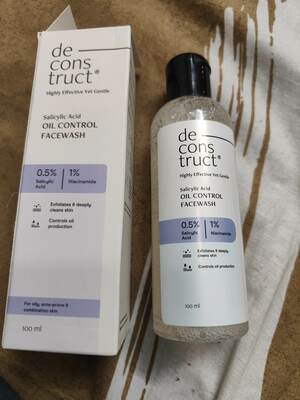 de
cons
truct®
Highly Effective Yet Gentle
Salicylic Acid
OIL CONTROL
FACEWASH
0.5% 1%
Salicylic Niacinamide
Acid
Exfoliates & deeply
cleans skin
Controls oil
production
For oily, acne-prone &
combination skin
100 ml
de
cons
truct®
Highly Effective Yet Gentle
Salicylic Acid
OIL CONTROL
FACEWASH
0.5% 1%
Salicylic Niacinamide
Acid
Exfoliates & deeply
cleans skin
Controls oil production
100 ml